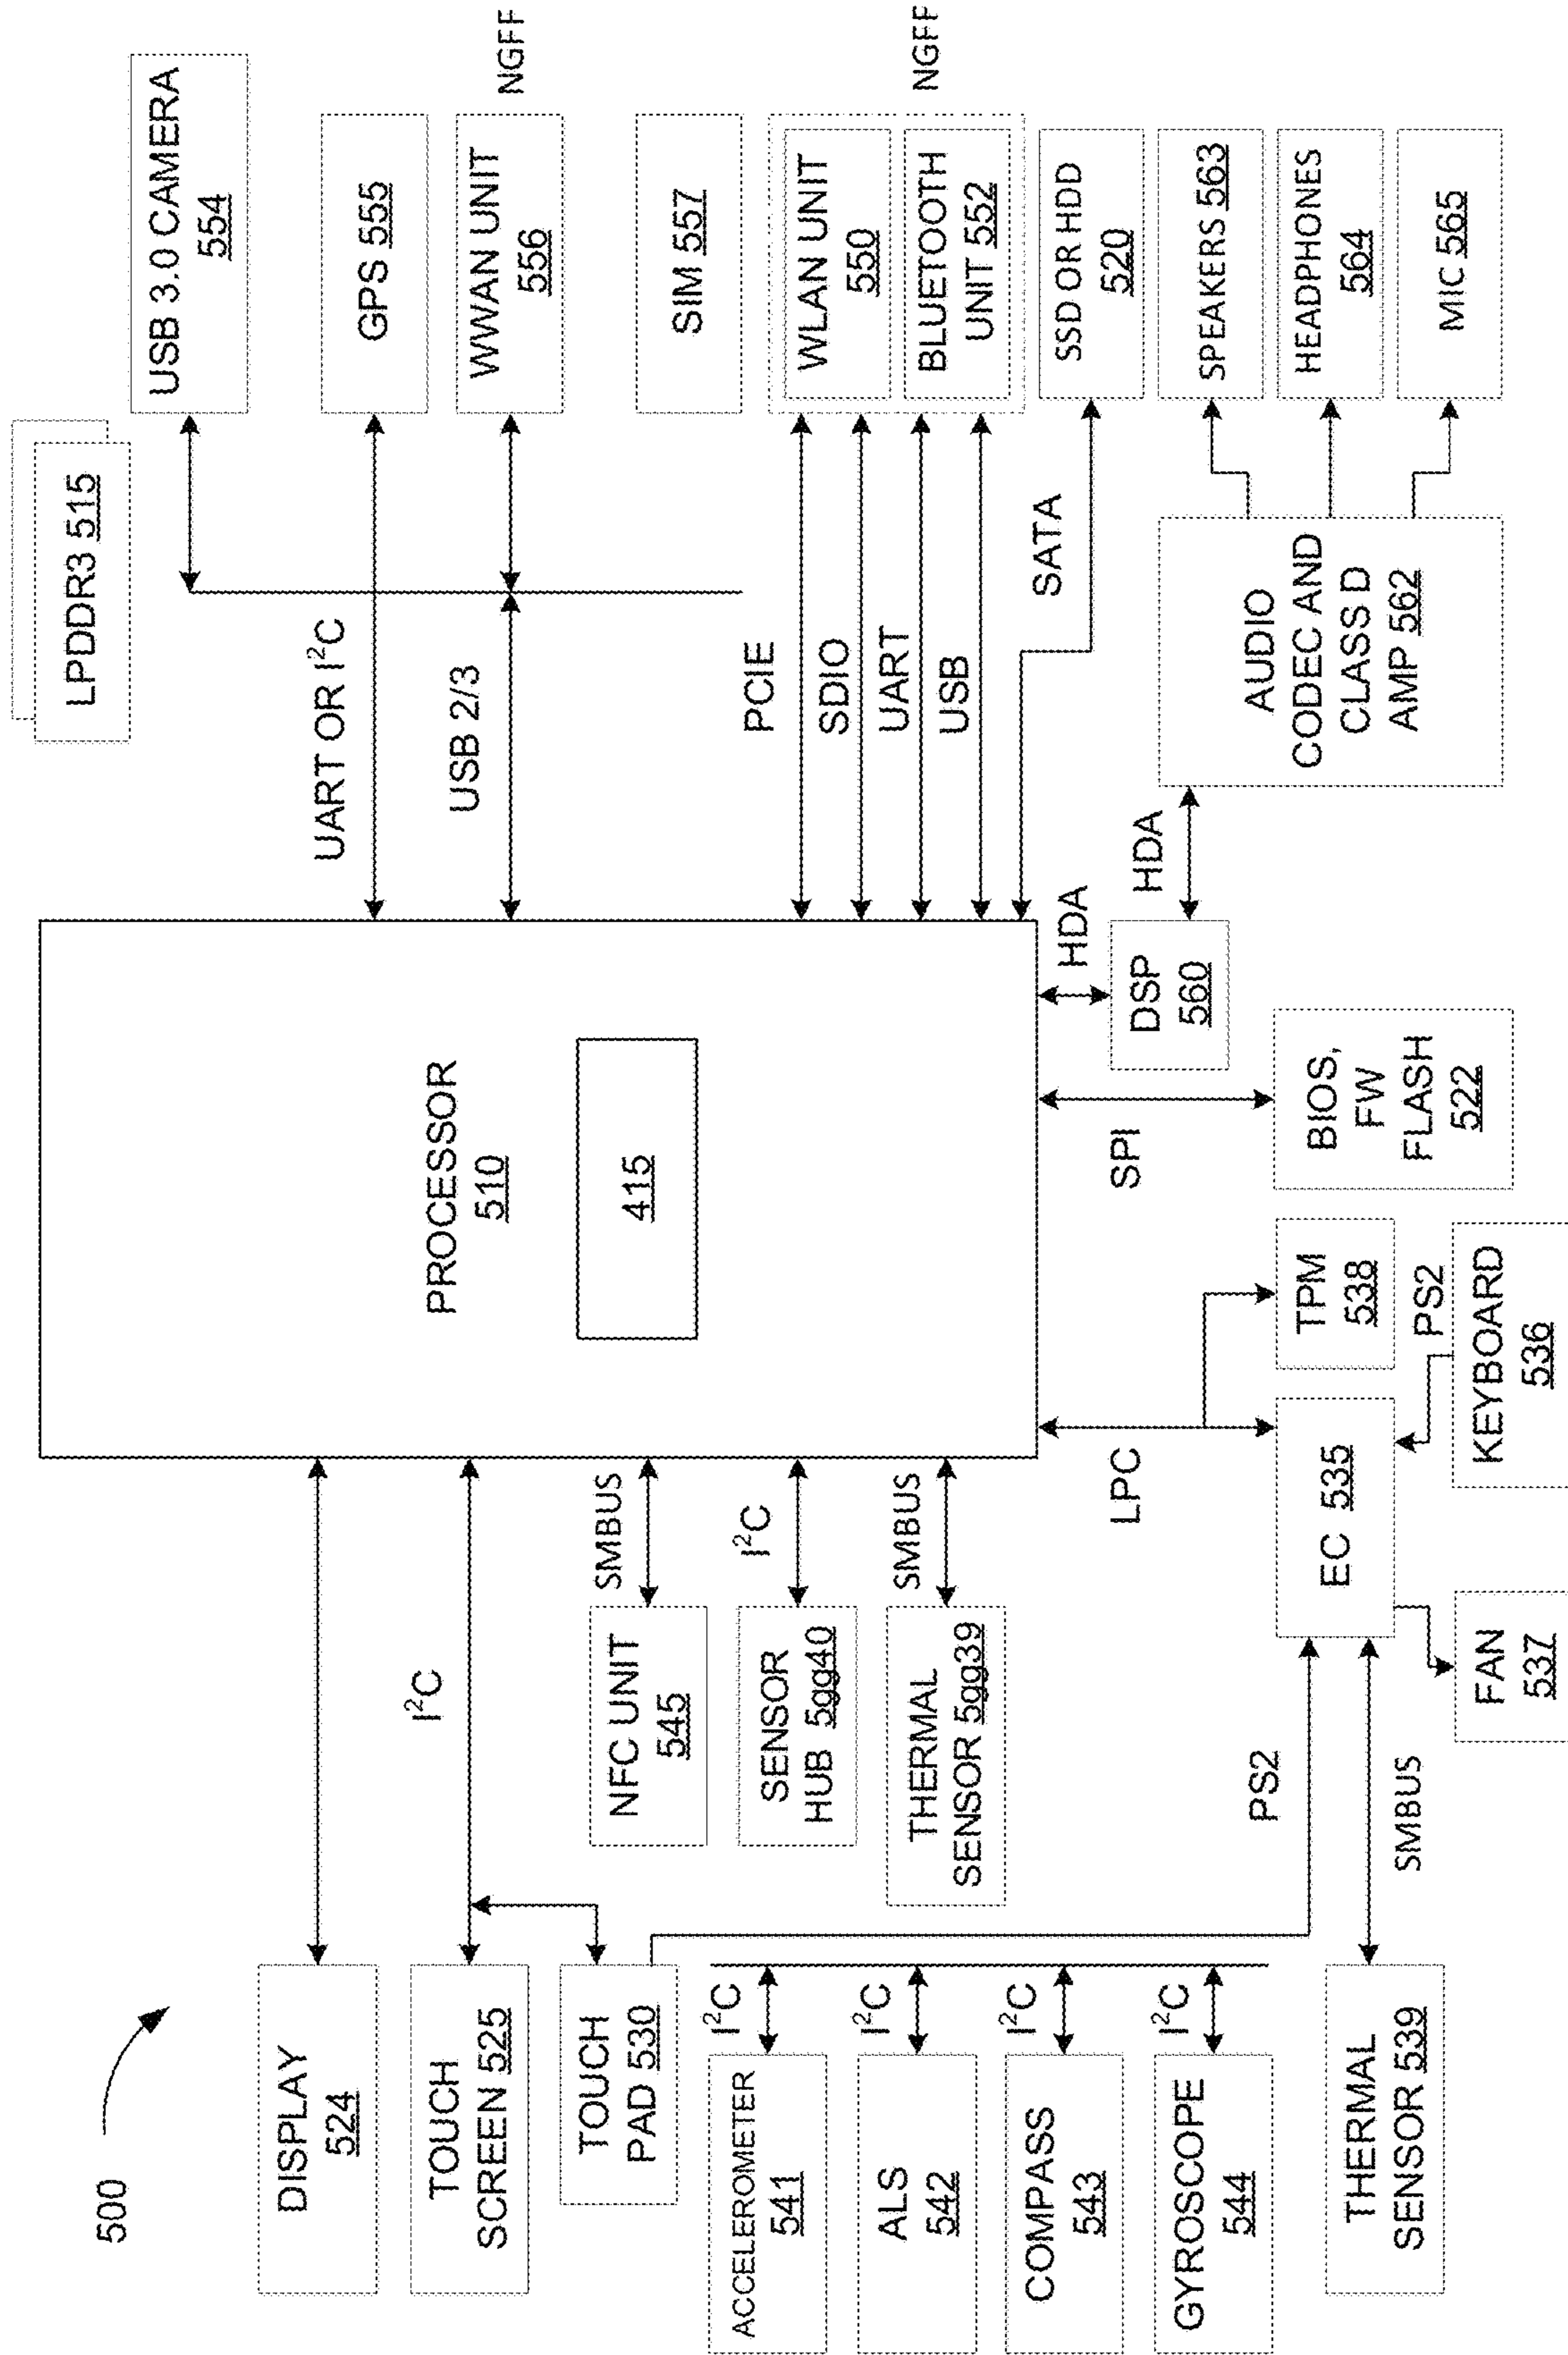 500
DISPLAY
524
TOUCH
SCREEN 525
TOUCH
PAD 530
ACCELEROMETER
541
ALS
542
COMPASS
543
GYROSCOPE
544
THERMAL
SENSOR 539
I²C
I²C
I²C
I²C
I²C
NFC UNIT
545
SENSOR
HUB 5gg40
THERMAL
SENSOR 5gg39
SMBUS
I²C
SMBUS
PS2
SMBUS
FAN
537
EC 535
LPC
KEYBOARD
536
PS2
TPM
538
PROCESSOR
510
415
SPI
BIOS,
FW
FLASH
522
DSP
560
HDA
HDA
AUDIO
CODEC AND
CLASS D
AMP 562
UART OR I²C
USB 2/3
PCIE
SDIO
UART
USB
SATA
LPDDR3 515
USB 3.0 CAMERA
554
GPS 555
WWAN UNIT
556
NGFF
SIM 557
WLAN UNIT
550
BLUETOOTH
UNIT 552
NGFF
SSD OR HDD
520
SPEAKERS 563
HEADPHONES
564
MIC 565